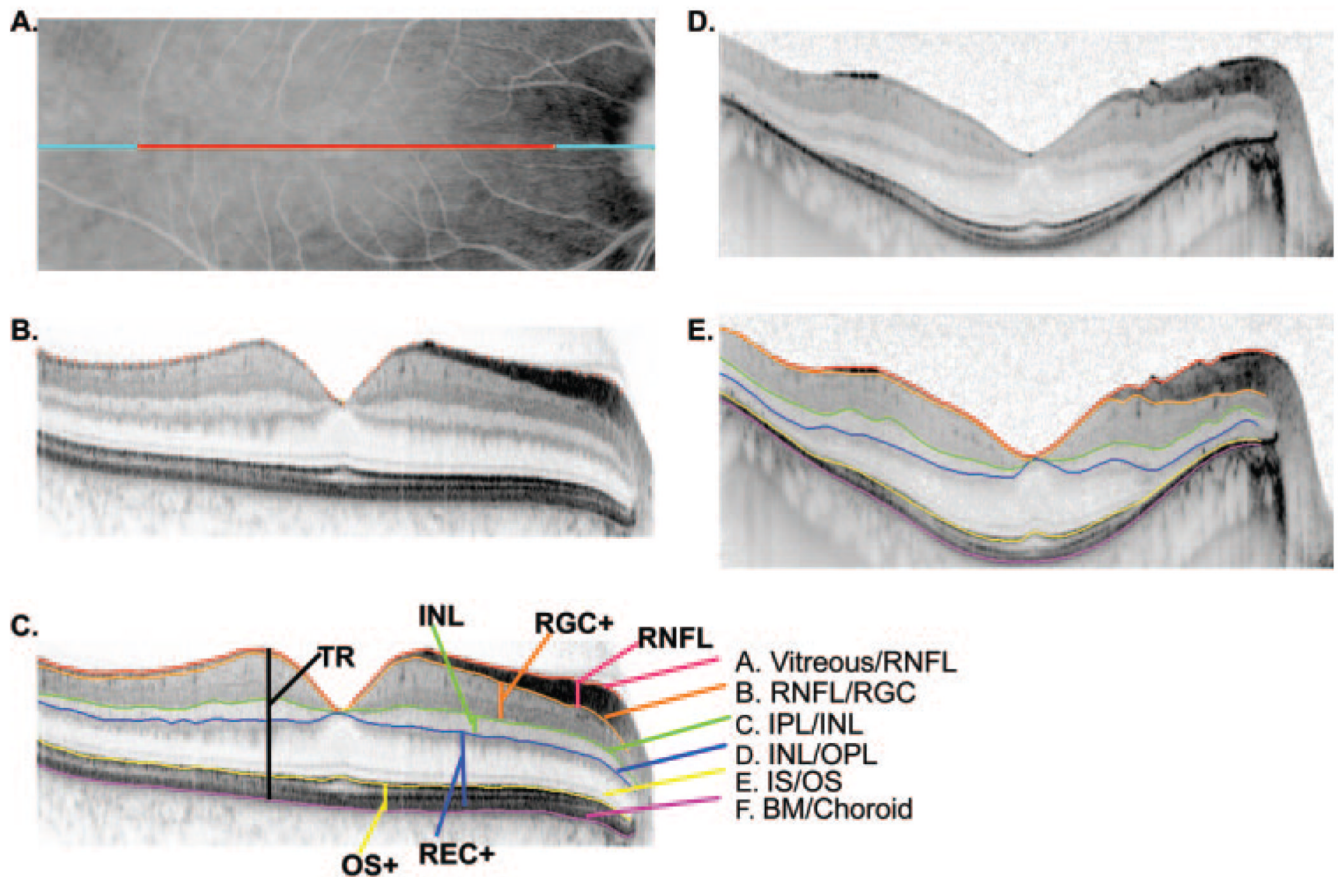 A.
D.
B.
E.
C.
INL
RGC+
RNFL
TR
A. Vitreous/RNFL
B. RNFL/RGC
C. IPL/INL
D. INL/OPL
E. IS/OS
F. BM/Choroid
OS+
REC+